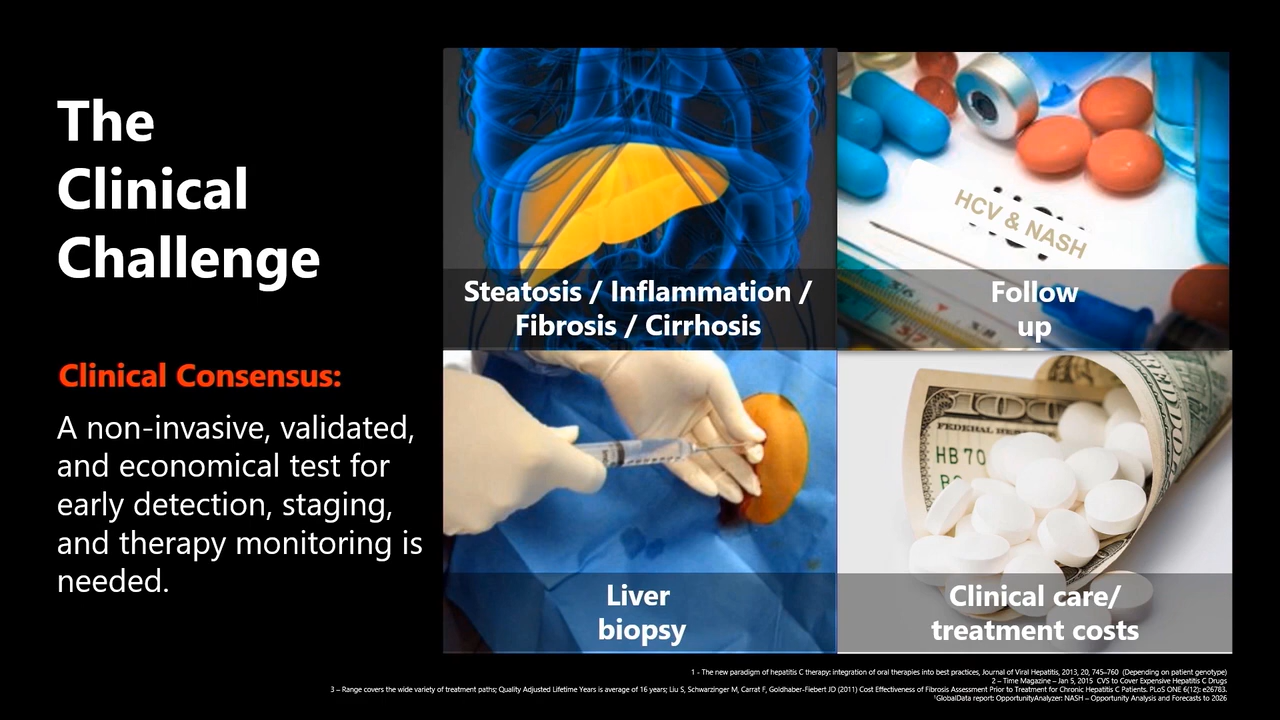 The
Clinical
Challenge
Clinical Consensus:
A non-invasive, validated,
and economical test for
early detection, staging,
and therapy monitoring is
needed.
Steatosis / Inflammation /
Fibrosis / Cirrhosis
HCV & NASH
Follow
up
Liver
biopsy
100
FEDERAL RESE
HB 70
Clinical care/
treatment costs
1 - The new paradigm of hepatitis C therapy: integration of oral therapies into best practices, Journal of Viral Hepatitis, 2013, 20, 745–760 (Depending on patient genotype)
2 – Time Magazine – Jan 5, 2015 CVS to Cover Expensive Hepatitis C Drugs
3 – Range covers the wide variety of treatment paths; Quality Adjusted Lifetime Years is average of 16 years; Liu S, Schwarzinger M, Carrat F, Goldhaber-Fiebert JD (2011) Cost Effectiveness of Fibrosis Assessment Prior to Treatment for Chronic Hepatitis C Patients. PLoS ONE 6(12): e26783.
¹GlobalData report: OpportunityAnalyzer: NASH – Opportunity Analysis and Forecasts to 2026